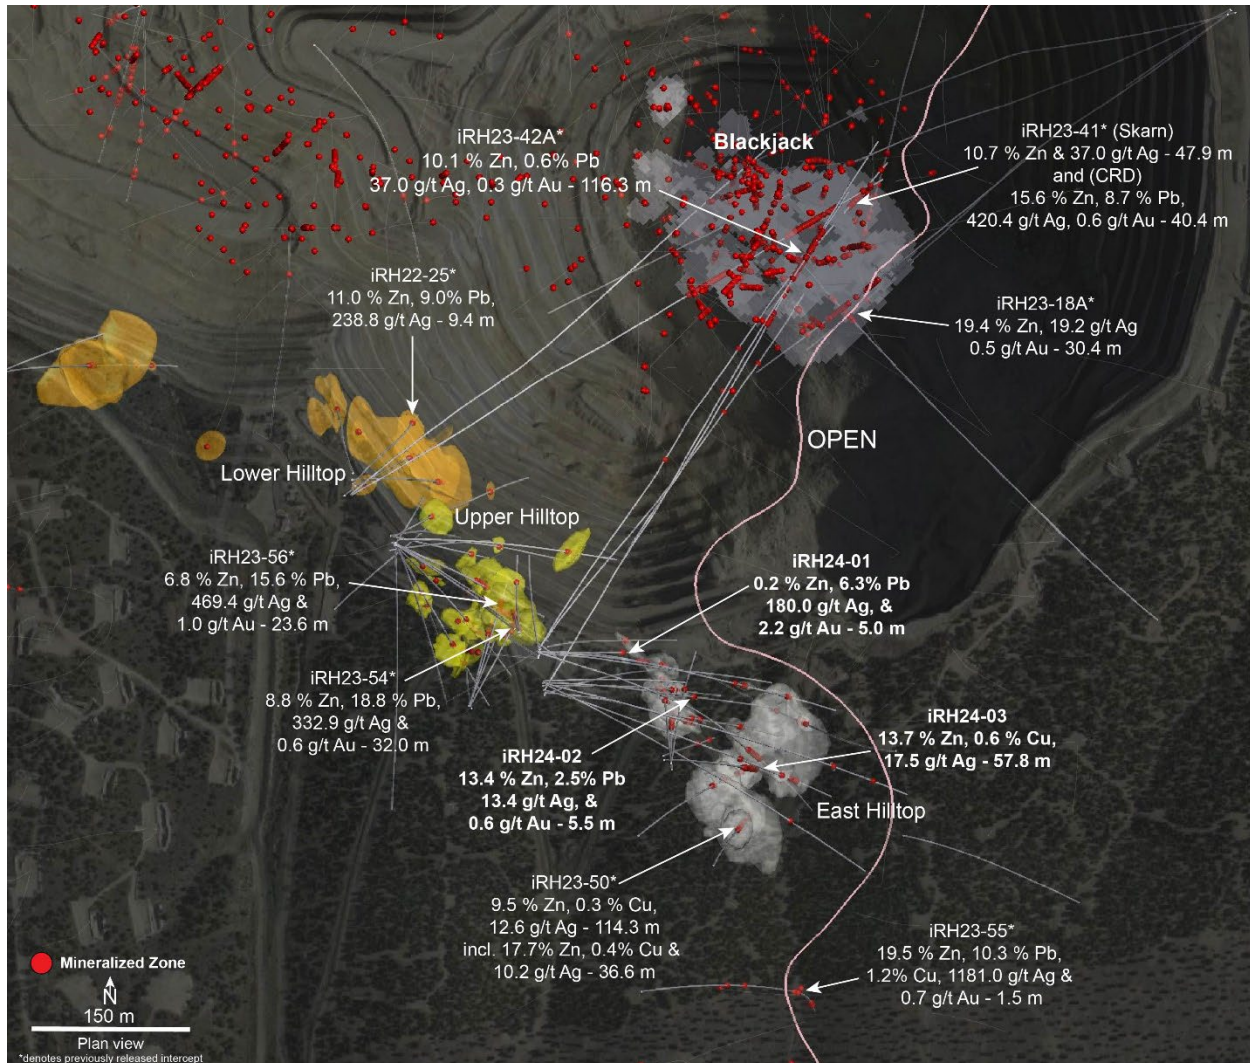 iRH23-42A*
10.1 % Zn, 0.6% Pb
37.0 g/t Ag, 0.3 g/t Au - 116.3 m
Blackjack
iRH23-41* (Skarn)
10.7 % Zn & 37.0 g/t Ag - 47.9 m
and (CRD)
15.6 % Zn, 8.7 % Pb,
420.4 g/t Ag, 0.6 g/t Au - 40.4 m
iRH22-25*
11.0 % Zn, 9.0% Pb,
238.8 g/t Ag - 9.4 m
iRH23-18A*
19.4 % Zn, 19.2 g/t Ag
0.5 g/t Au - 30.4 m
OPEN
Lower Hilltop
Upper Hilltop
iRH23-56*
6.8 % Zn, 15.6 % Pb,
469.4 g/t Ag &
1.0 g/t Au - 23.6 m
iRH24-01
0.2 % Zn, 6.3% Pb
180.0 g/t Ag, &
2.2 g/t Au - 5.0 m
iRH23-54*
8.8 % Zn, 18.8 % Pb,
332.9 g/t Ag &
0.6 g/t Au - 32.0 m
iRH24-03
13.7 % Zn, 0.6 % Cu,
17.5 g/t Ag - 57.8 m
iRH24-02
13.4 % Zn, 2.5% Pb
13.4 g/t Ag, &
0.6 g/t Au - 5.5 m
East Hilltop
iRH23-50*
9.5 % Zn, 0.3 % Cu,
12.6 g/t Ag - 114.3 m
incl. 17.7% Zn, 0.4% Cu &
10.2 g/t Ag - 36.6 m
iRH23-55*
19.5 % Zn, 10.3 % Pb,
1.2% Cu, 1181.0 g/t Ag &
0.7 g/t Au - 1.5 m
Mineralized Zone
N
150 m
Plan view
*denotes previously released intercept